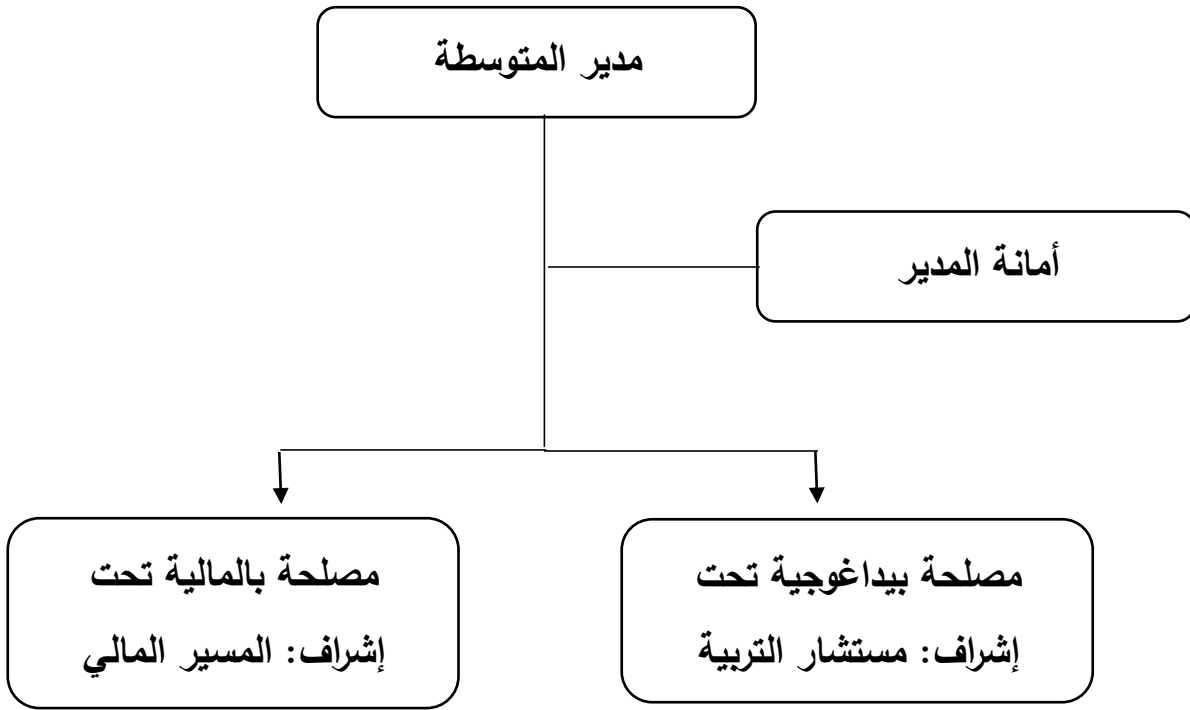 مدير المتوسطة
أمانة المدير
مصلحة بيداغوجية تحت
إشراف: مستشار التربية
مصلحة بالمالية تحت
إشراف: المسير المالي